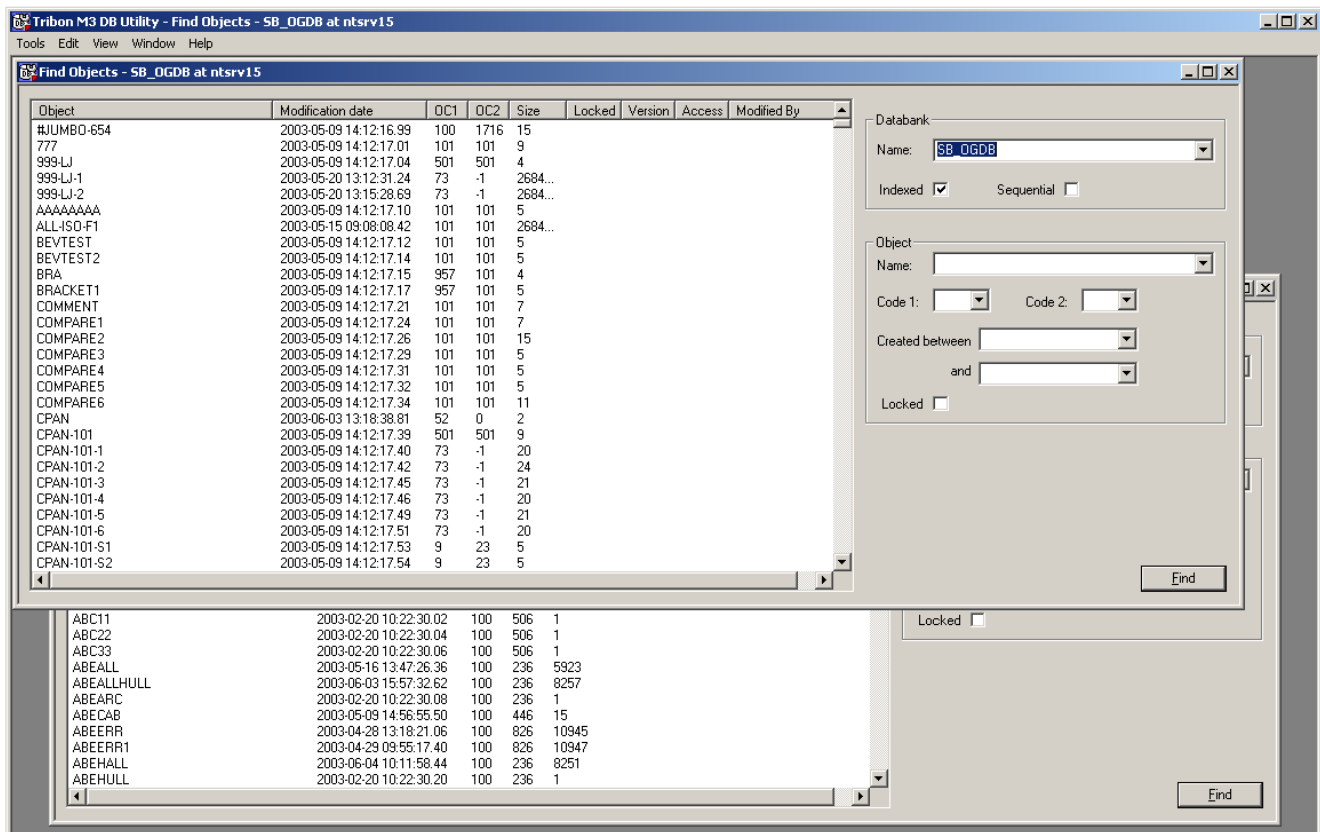 Tribon M3 DB Utility - Find Objects - SB_OGDB at ntsrv15
Tools Edit View Window Help
Find Objects - SB_OGDB at ntsrv15
Object Modification date OC1 OC2 Size Locked Version Access Modified By
#JUMBO-654 2003-05-09 14:12:16.99 100 1716 15
777 2003-05-09 14:12:17.01 101 101 9
999-LJ 2003-05-09 14:12:17.04 501 501 4
999-LJ-1 2003-05-20 13:12:31.24 73 -1 2684...
999-LJ-2 2003-05-20 13:15:28.69 73 -1 2684...
AAAAAAAA 2003-05-09 14:12:17.10 101 101 5
ALL-ISO-F1 2003-05-15 09:08:08.42 101 101 2684...
BEVTEST 2003-05-09 14:12:17.12 101 101 5
BEVTEST2 2003-05-09 14:12:17.14 101 101 5
BRA 2003-05-09 14:12:17.15 957 101 4
BRACKET1 2003-05-09 14:12:17.17 957 101 5
COMMENT 2003-05-09 14:12:17.21 101 101 7
COMPARE1 2003-05-09 14:12:17.24 101 101 7
COMPARE2 2003-05-09 14:12:17.26 101 101 15
COMPARE3 2003-05-09 14:12:17.29 101 101 5
COMPARE4 2003-05-09 14:12:17.31 101 101 5
COMPARE5 2003-05-09 14:12:17.32 101 101 5
COMPARE6 2003-05-09 14:12:17.34 101 101 11
CPAN 2003-06-03 13:18:38.81 52 0 2
CPAN-101 2003-05-09 14:12:17.39 501 501 9
CPAN-101-1 2003-05-09 14:12:17.40 73 -1 20
CPAN-101-2 2003-05-09 14:12:17.42 73 -1 24
CPAN-101-3 2003-05-09 14:12:17.45 73 -1 21
CPAN-101-4 2003-05-09 14:12:17.46 73 -1 20
CPAN-101-5 2003-05-09 14:12:17.49 73 -1 21
CPAN-101-6 2003-05-09 14:12:17.51 73 -1 20
CPAN-101-S1 2003-05-09 14:12:17.53 9 23 5
CPAN-101-S2 2003-05-09 14:12:17.54 9 23 5
Databank
Name: SB_OGDB
Indexed Sequential
Object
Name:
Code 1: Code 2:
Created between
and
Locked
Find
ABC11 2003-02-20 10:22:30.02 100 506 1
ABC22 2003-02-20 10:22:30.04 100 506 1
ABC33 2003-02-20 10:22:30.06 100 506 1
ABEALL 2003-05-16 13:47:26.36 100 236 5923
ABEALLHULL 2003-06-03 15:57:32.62 100 236 8257
ABEARC 2003-02-20 10:22:30.08 100 236 1
ABECAB 2003-05-09 14:56:55.50 100 446 15
ABEERR 2003-04-28 13:18:21.06 100 826 10945
ABEERR1 2003-04-29 09:55:17.40 100 826 10947
ABEHALL 2003-06-04 10:11:58.44 100 236 8251
ABEHULL 2003-02-20 10:22:30.20 100 236 1
Locked
Find